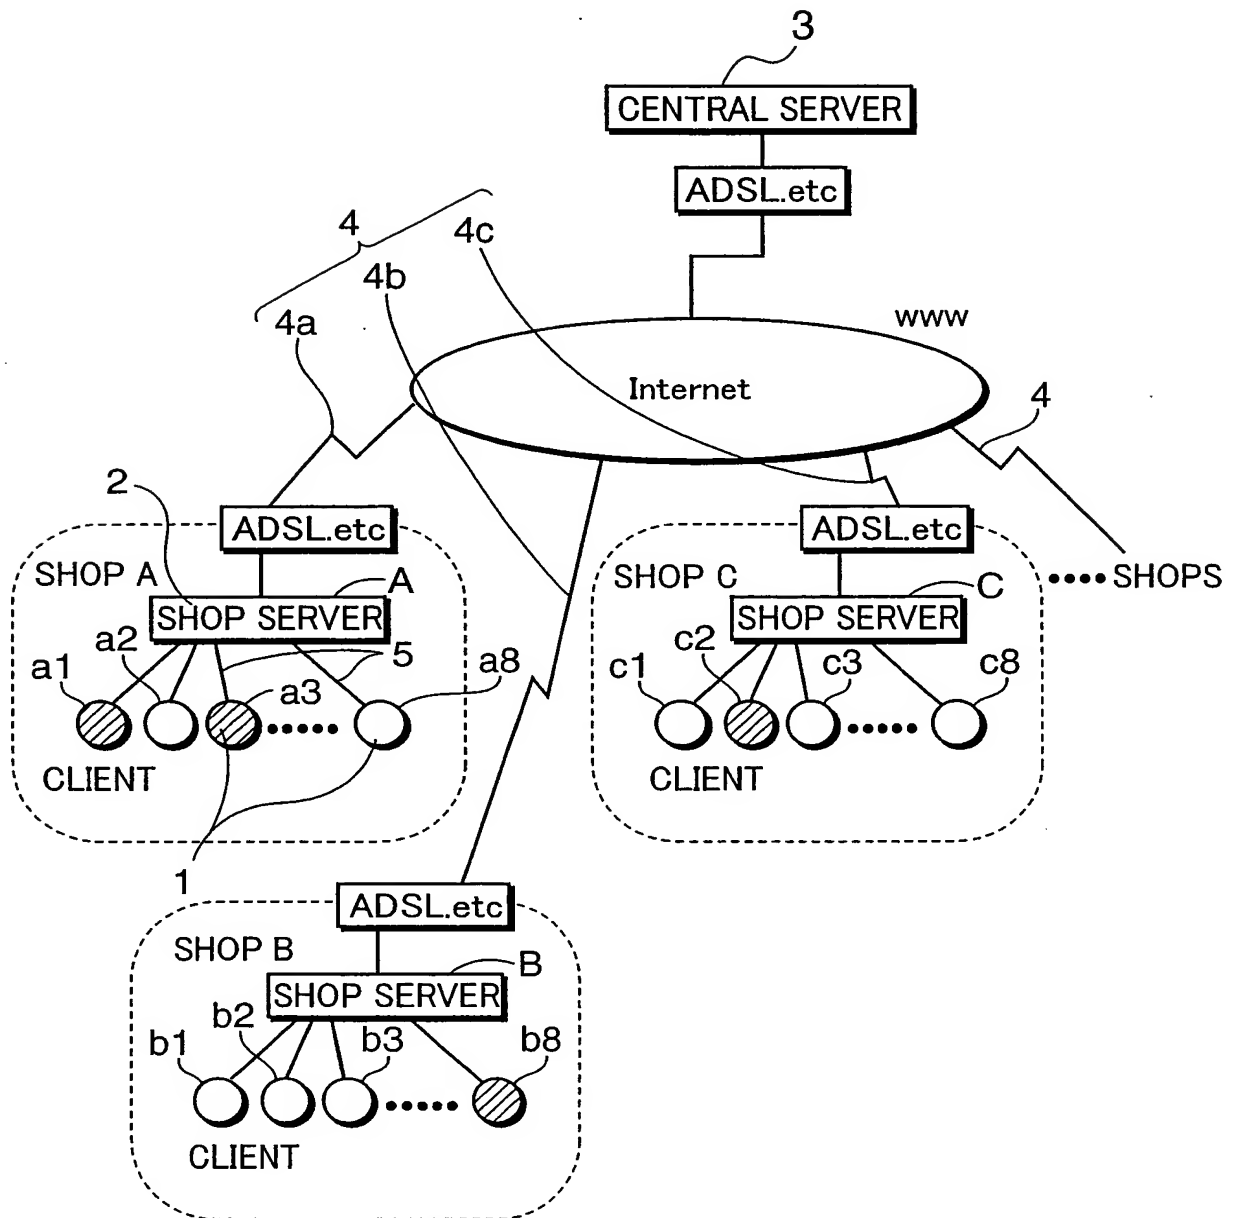 3
CENTRAL SERVER
ADSL.etc
4
4c
4b
4a
www
Internet
4
2
ADSL.etc
ADSL.etc
SHOP A
A
SHOP C
C
SHOPS
SHOP SERVER
SHOP SERVER
a1
a2
5
a3
a8
c1
c2
c3
c8
CLIENT
CLIENT
1
ADSL.etc
SHOP B
B
SHOP SERVER
b1
b2
b3
b8
CLIENT